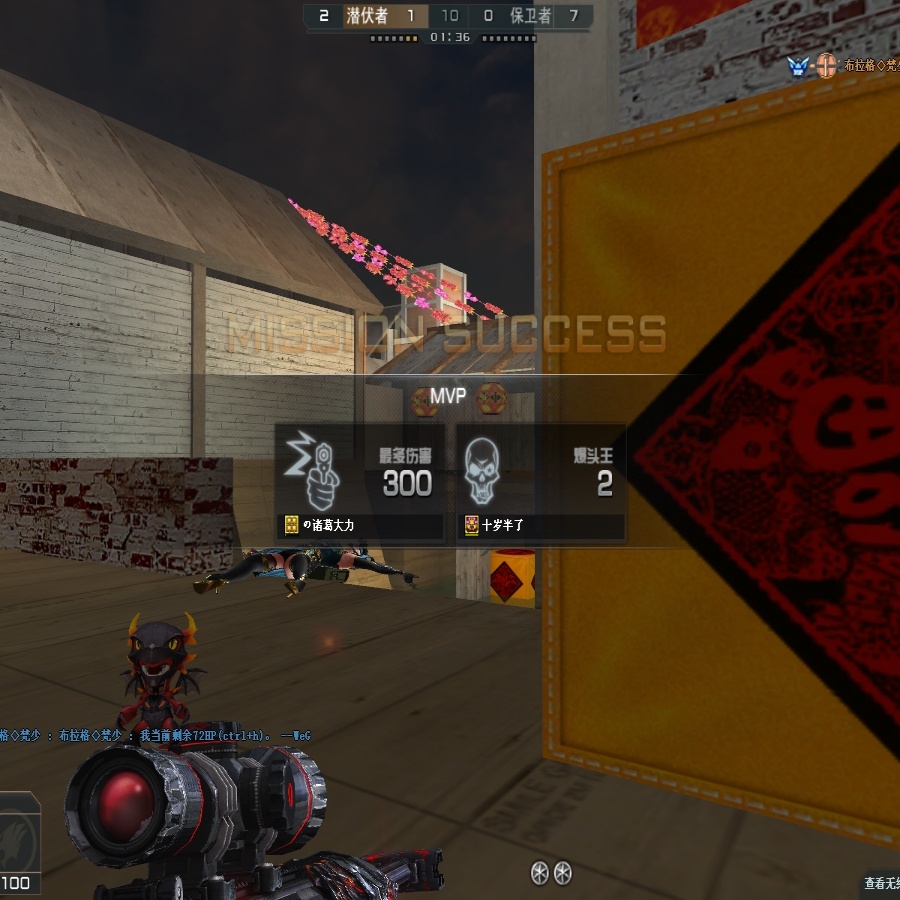 2 潜伏者 1 10 0 保卫者 7
01:36
布拉格◇梵少
MISSION SUCCESS
MVP
最多伤害 爆头王
300 2
の诸葛大力 十岁半了
格◇梵少 : 布拉格◇梵少 : 我当前剩余72HP(ctrl+h)。 --WeG
100
查看无